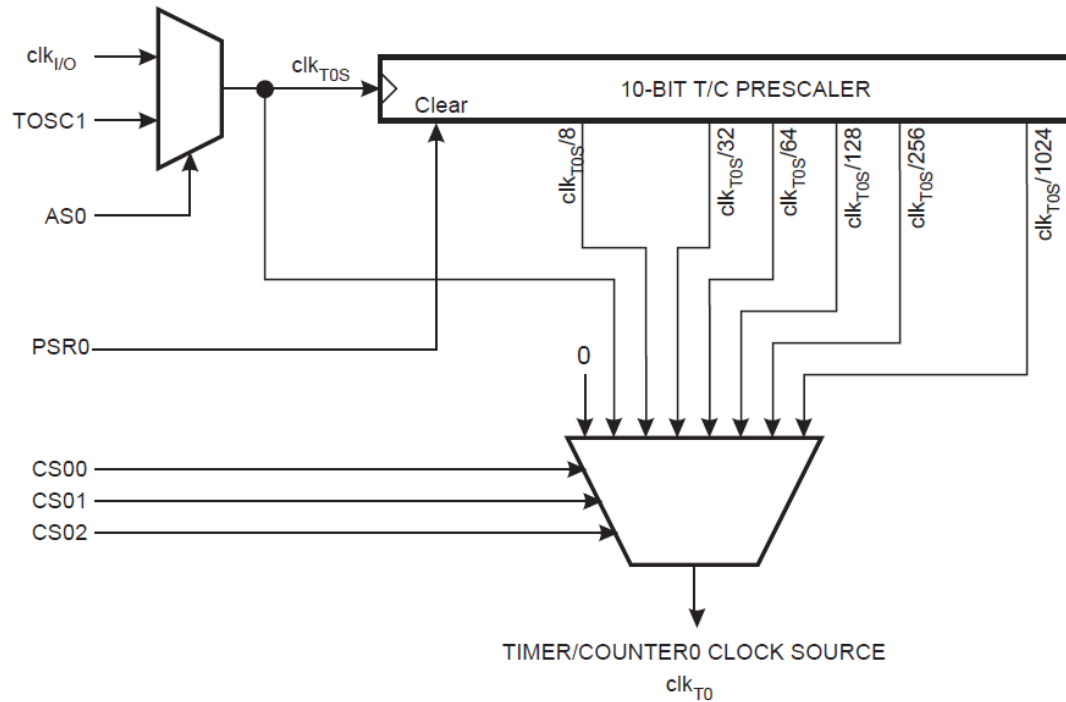 clkI/O
clkT0S
10-BIT T/C PRESCALER
Clear
TOSC1
clkT0S/8
clkT0S/32
clkT0S/64
clkT0S/128
clkT0S/256
clkT0S/1024
AS0
PSR0
0
CS00
CS01
CS02
TIMER/COUNTER0 CLOCK SOURCE
clkT0